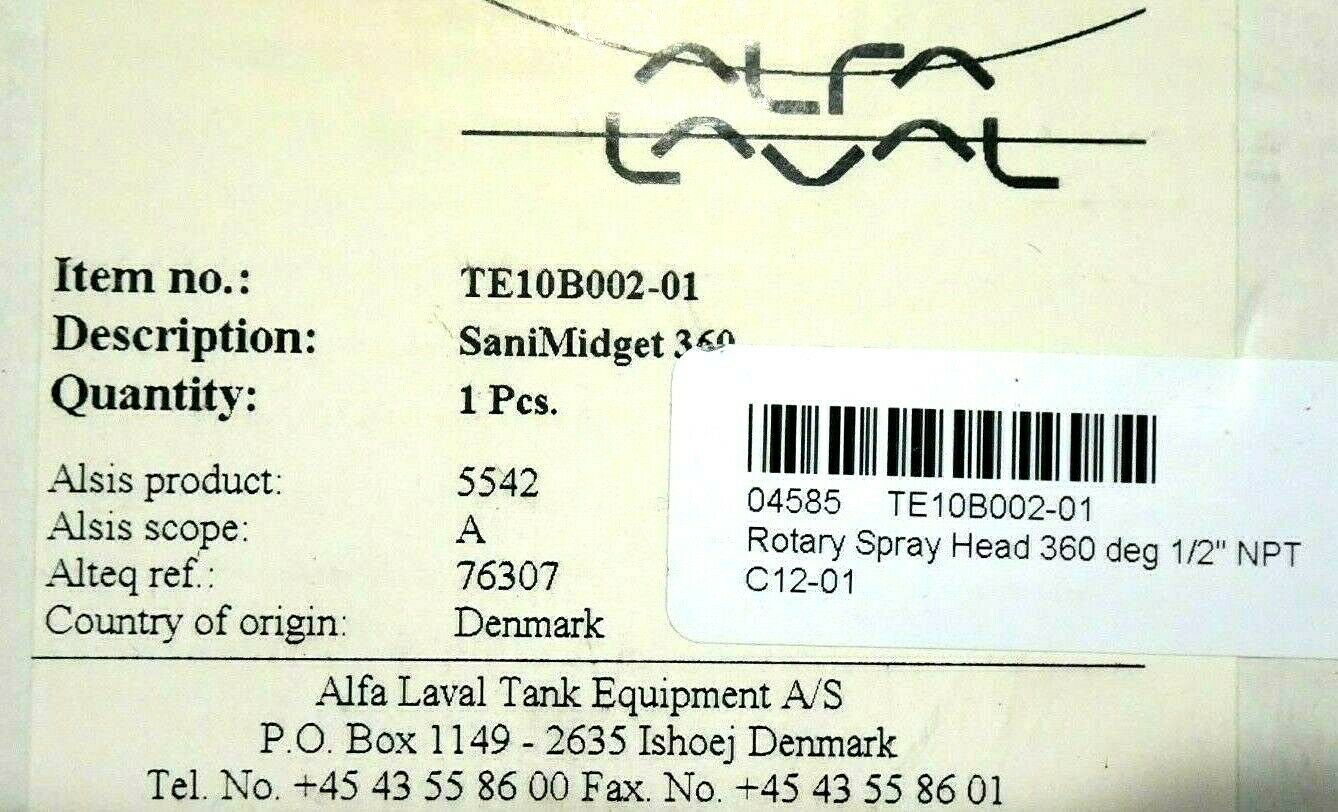 ALFA
LAVAL
Item no.: TE10B002-01
Description: SaniMidget 360
Quantity: 1 Pcs.
Alsis product: 5542
Alsis scope: A
Alteq ref.: 76307
Country of origin: Denmark
04585 TE10B002-01
Rotary Spray Head 360 deg 1/2" NPT
C12-01
Alfa Laval Tank Equipment A/S
P.O. Box 1149 - 2635 Ishoej Denmark
Tel. No. +45 43 55 86 00 Fax. No. +45 43 55 86 01